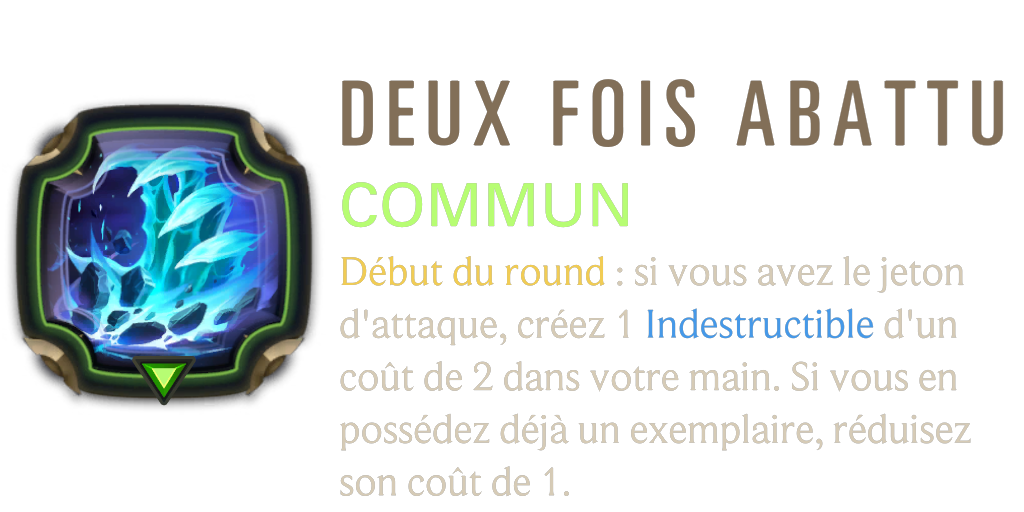 DEUX FOIS ABATTU
COMMUN
Début du round : si vous avez le jeton
d'attaque, créez 1 Indestructible d'un
coût de 2 dans votre main. Si vous en
possédez déjà un exemplaire, réduisez
son coût de 1.